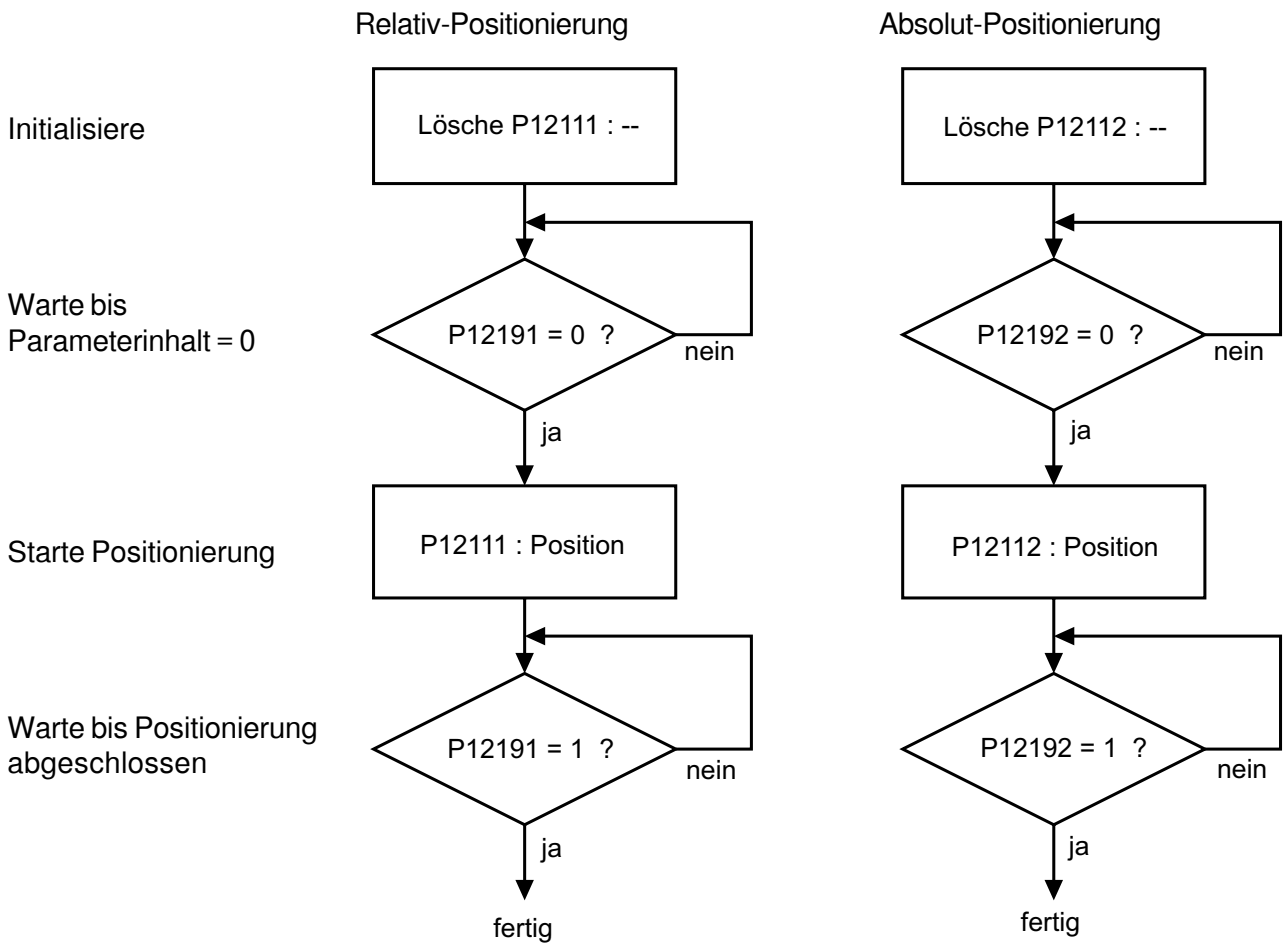 Relativ-Positionierung
Absolut-Positionierung
Initialisiere
Lösche P12111 : --
Lösche P12112 : --
Warte bis
Parameterinhalt = 0
P12191 = 0 ?
nein
P12192 = 0 ?
nein
ja
ja
Starte Positionierung
P12111 : Position
P12112 : Position
Warte bis Positionierung
abgeschlossen
P12191 = 1 ?
nein
P12192 = 1 ?
nein
ja
ja
fertig
fertig